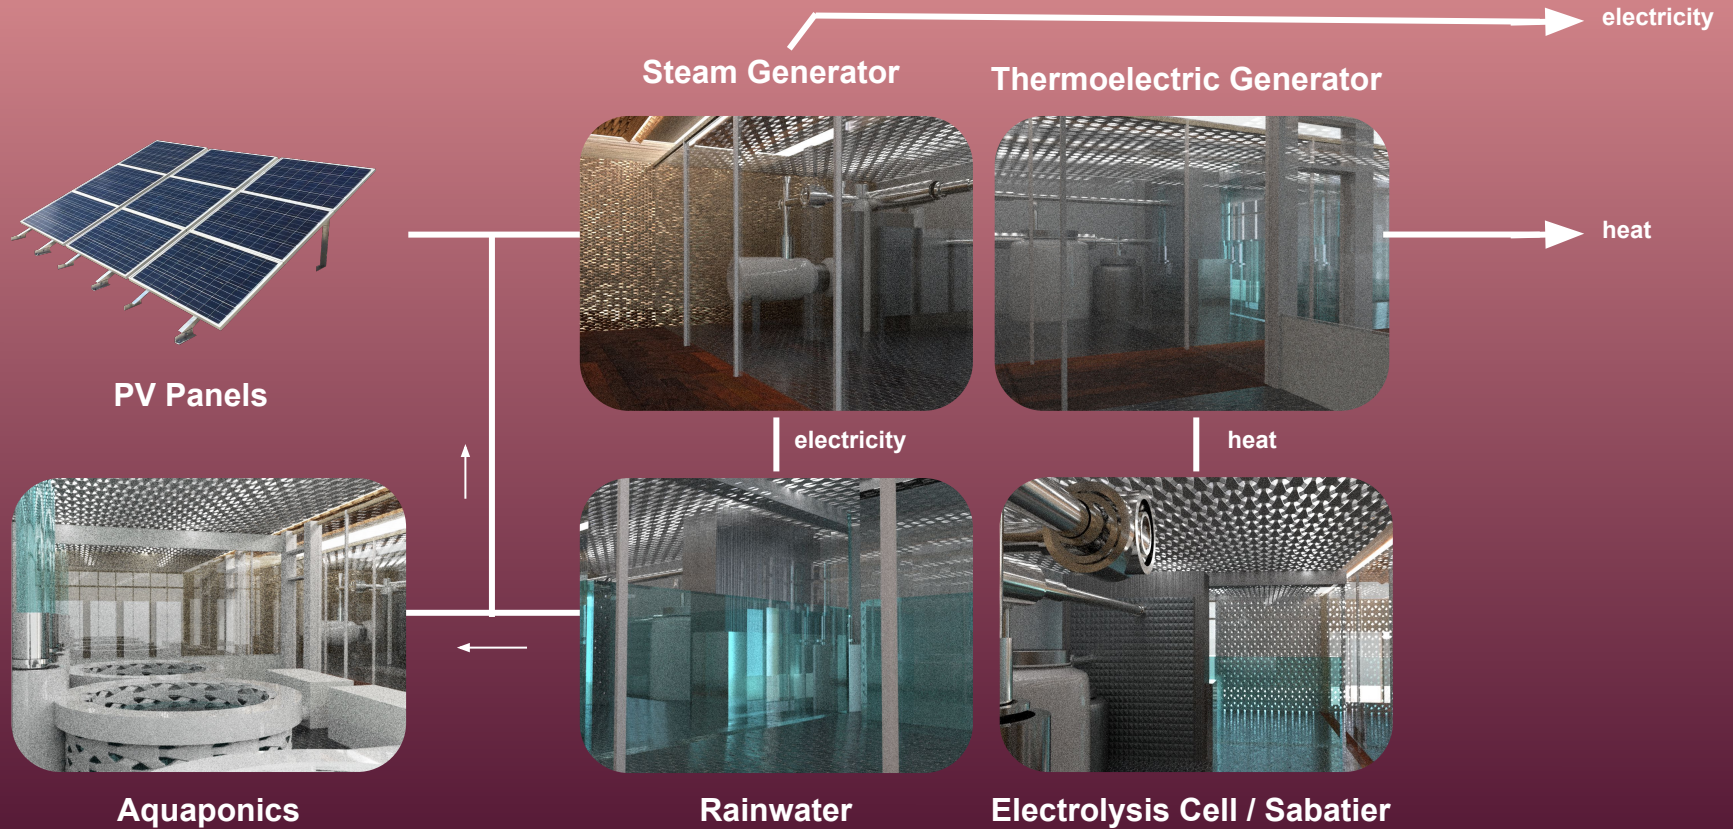 electricity
Steam Generator
Thermoelectric Generator
heat
PV Panels
electricity
heat
Aquaponics
Rainwater
Electrolysis Cell / Sabatier